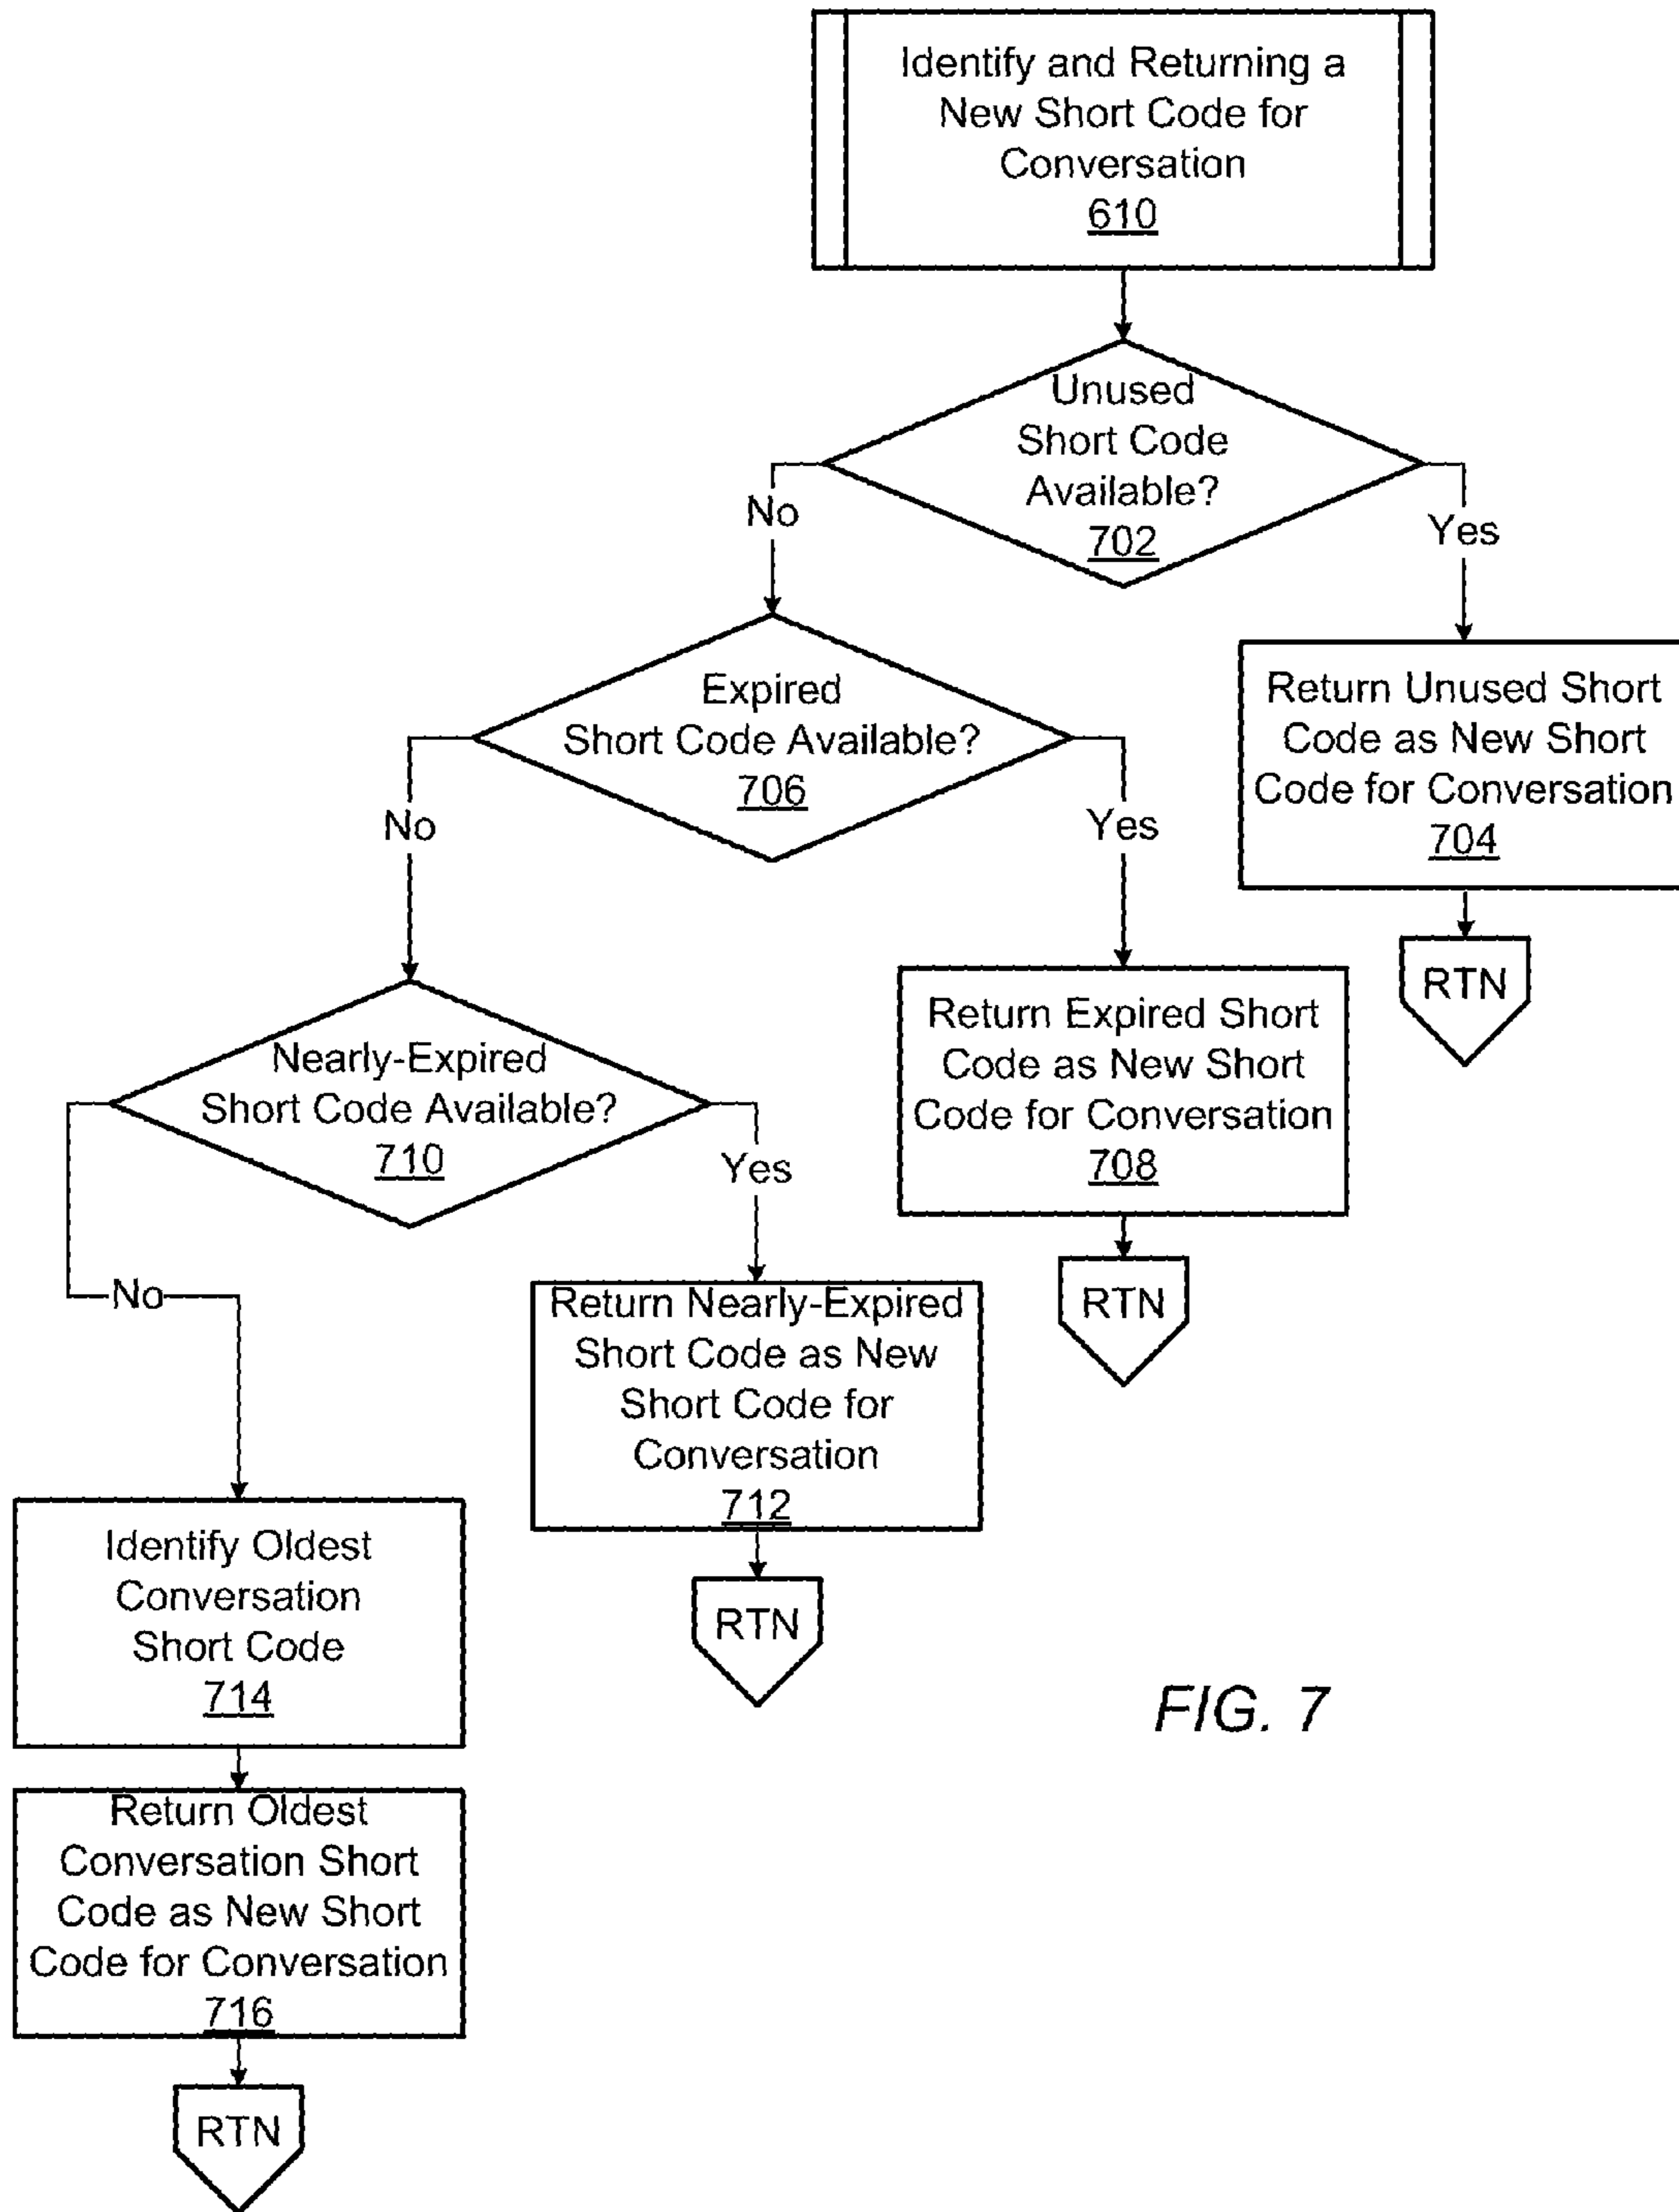 Identify and Returning a
New Short Code for
Conversation
610
Unused
Short Code
Available?
702
No
Yes
Expired
Short Code Available?
706
Return Unused Short
Code as New Short
Code for Conversation
704
No
Yes
RTN
Nearly-Expired
Short Code Available?
710
Return Expired Short
Code as New Short
Code for Conversation
708
Yes
No
RTN
Return Nearly-Expired
Short Code as New
Short Code for
Conversation
712
Identify Oldest
Conversation
Short Code
714
RTN
FIG. 7
Return Oldest
Conversation Short
Code as New Short
Code for Conversation
716
RTN